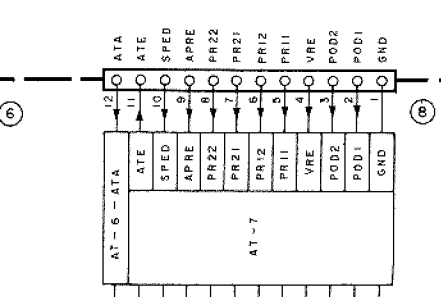 ATA
ATE
SPED
APRE
PR22
PR21
PR12
PR11
VRE
POD2
POD1
GND
6
8
12
11
10
9
8
7
6
5
4
3
2
1
AT-6-ATA
ATE
SPED
APRE
PR22
PR21
PR12
PR11
VRE
POD2
POD1
GND
AT-7